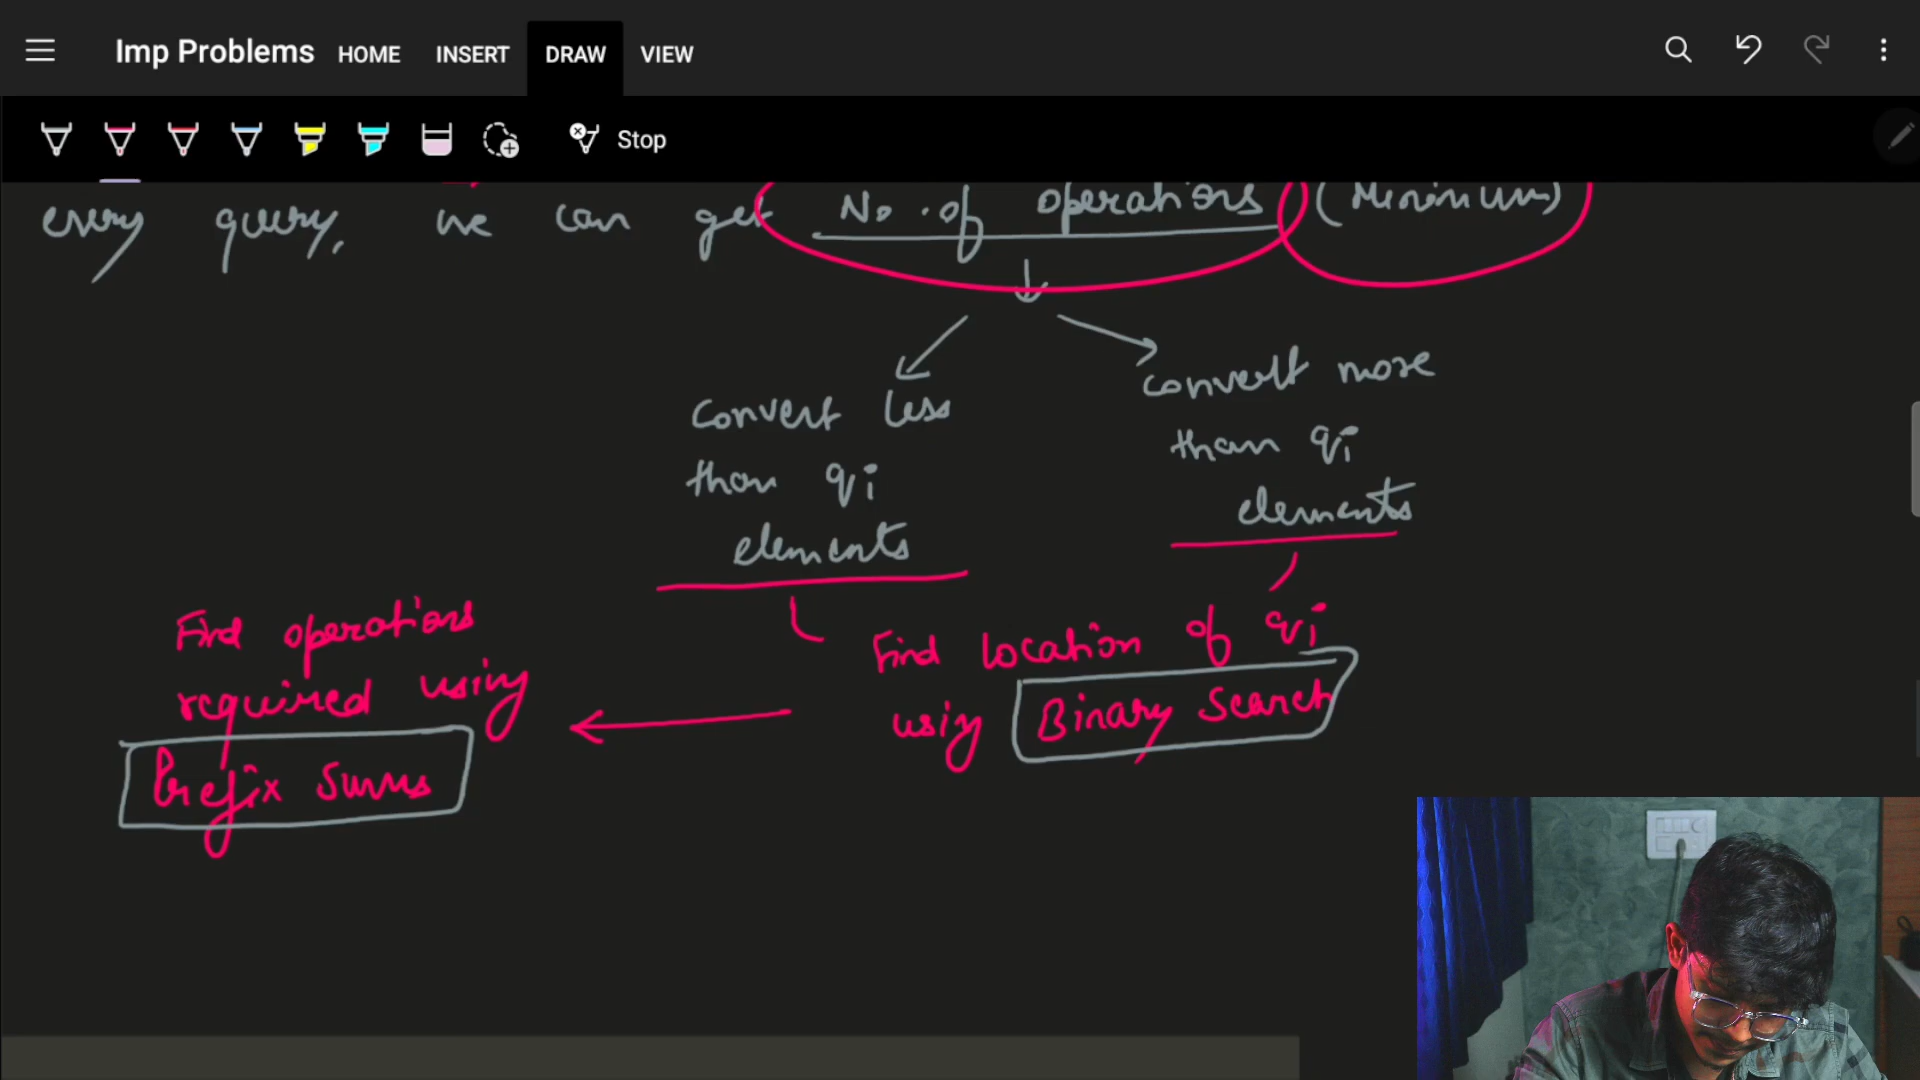 Imp Problems HOME INSERT DRAW VIEW
Stop
every query, we can get No. of operations (Minimum)
convert less
than qi
elements
convert more
than qi
elements
Find operations
required using
Prefix Sums
Find location of qi
using Binary Search